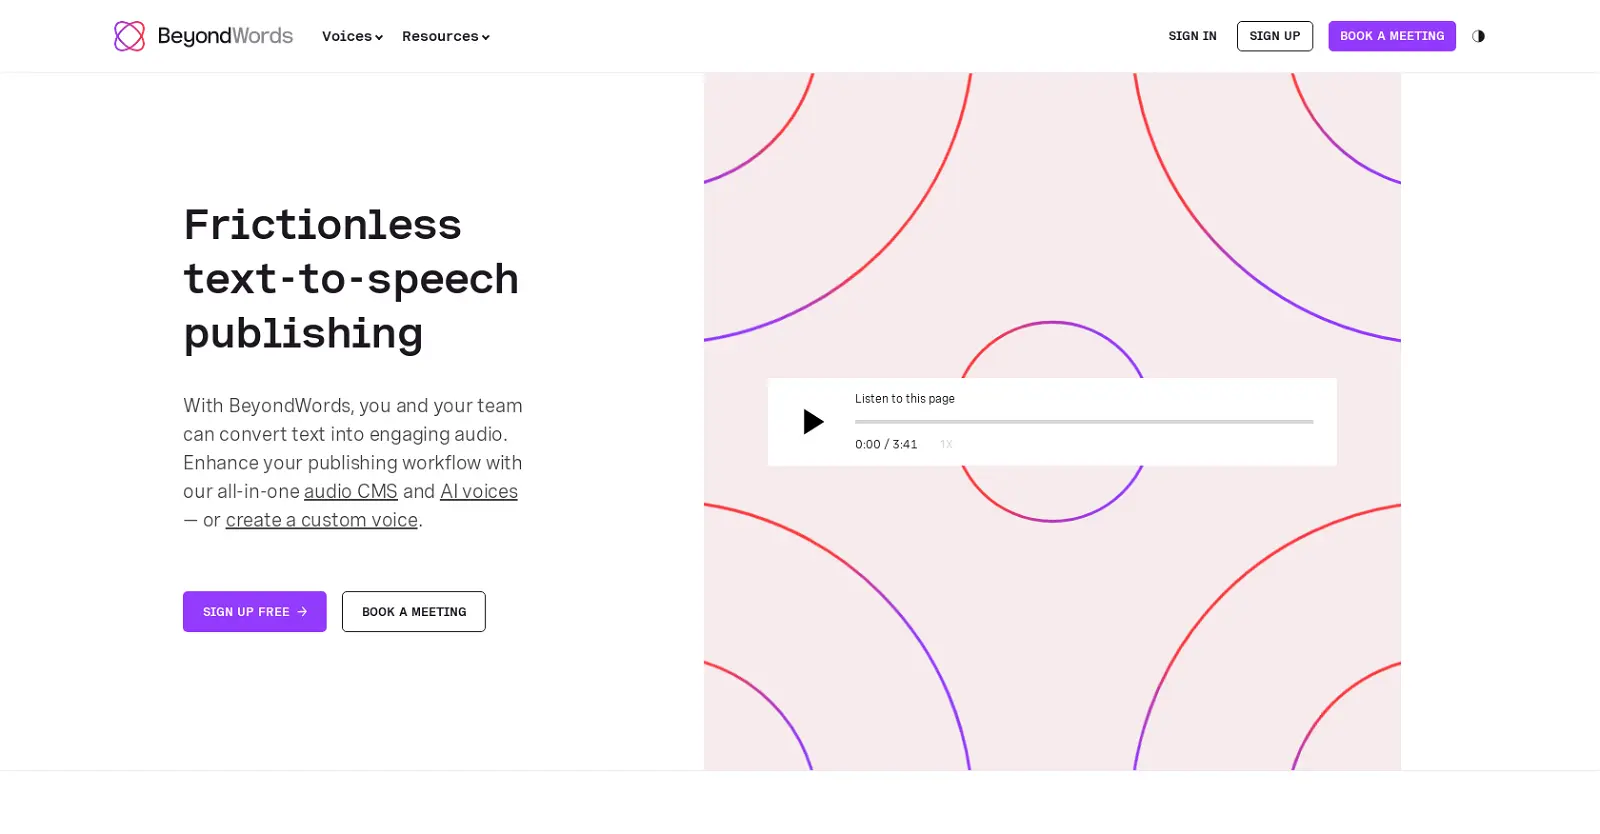 BeyondWords
Voices
Resources
SIGN IN
SIGN UP
BOOK A MEETING
Frictionless
text-to-speech
publishing
With BeyondWords, you and your team
can convert text into engaging audio.
Enhance your publishing workflow with
our all-in-one audio CMS and AI voices
— or create a custom voice.
SIGN UP FREE →
BOOK A MEETING
Listen to this page
0:00 / 3:41
1X